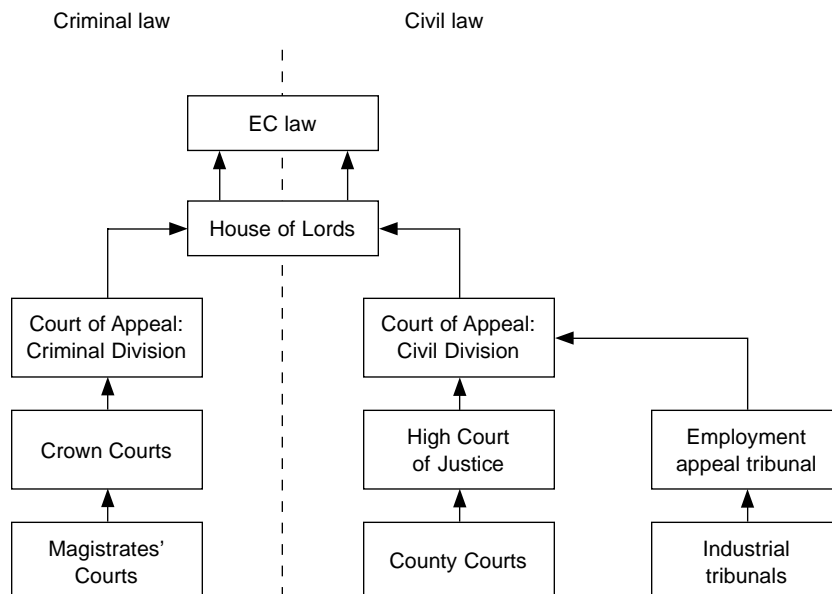 Criminal law
Civil law
EC law
House of Lords
Court of Appeal:
Criminal Division
Court of Appeal:
Civil Division
Crown Courts
High Court
of Justice
Employment
appeal tribunal
Magistrates’
Courts
County Courts
Industrial
tribunals